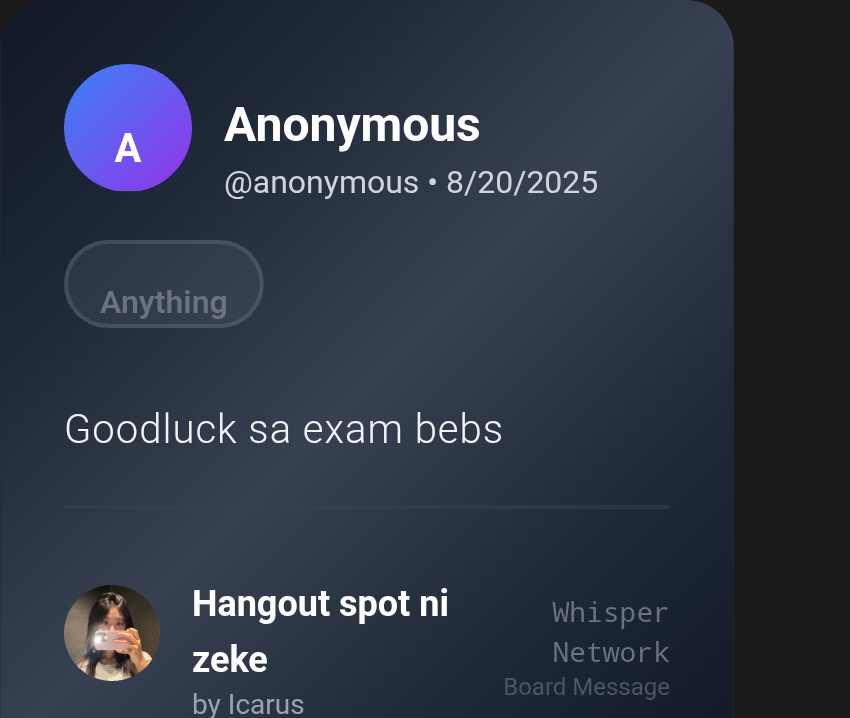 A
Anonymous
@anonymous • 8/20/2025
Anything
Goodluck sa exam bebs
Hangout spot ni
zeke
by Icarus
Whisper
Network
Board Message